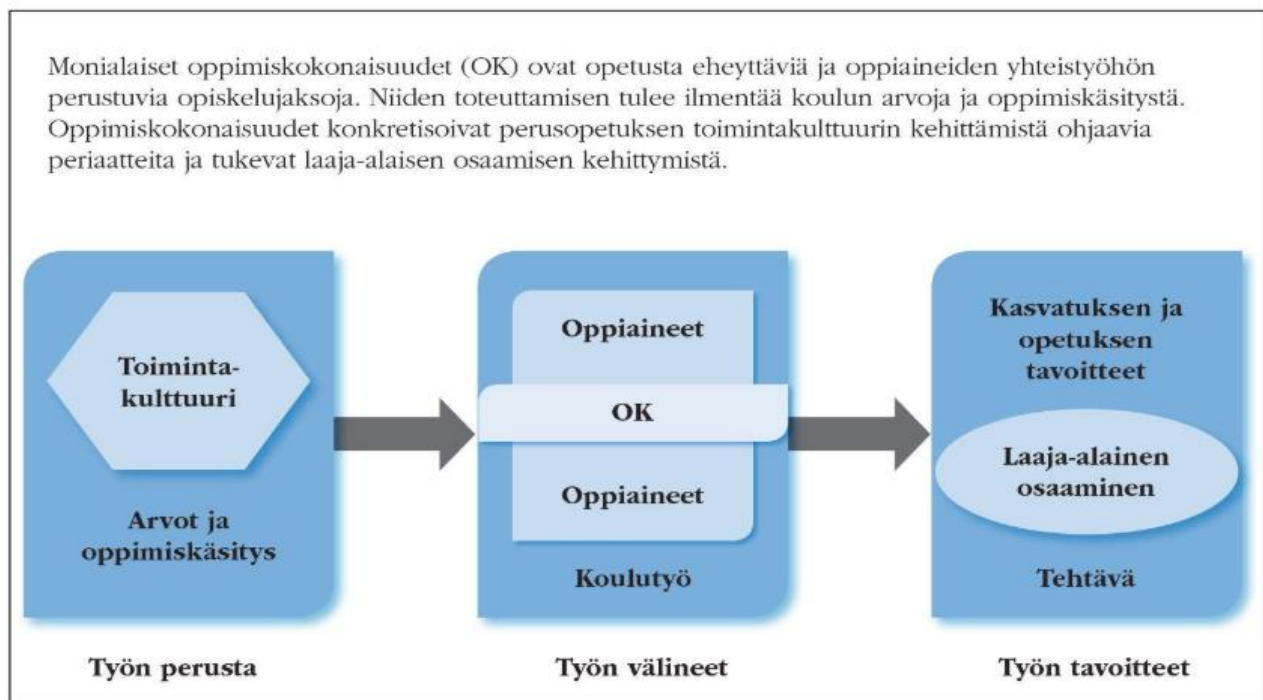 Monialaiset oppimiskokonaisuudet (OK) ovat opetusta eheyttäviä ja oppiaineiden yhteistyöhön
perustuvia opiskelujaksoja. Niiden toteuttamisen tulee ilmentää koulun arvoja ja oppimiskäsitystä.
Oppimiskokonaisuudet konkretisoivat perusopetuksen toimintakulttuurin kehittämistä ohjaavia
periaatteita ja tukevat laaja-alaisen osaamisen kehittymistä.
Toiminta-
kulttuuri
Arvot ja
oppimiskäsitys
Työn perusta
Oppiaineet
OK
Oppiaineet
Koulutyö
Työn välineet
Kasvatuksen ja
opetuksen
tavoitteet
Laaja-alainen
osaaminen
Tehtävä
Työn tavoitteet